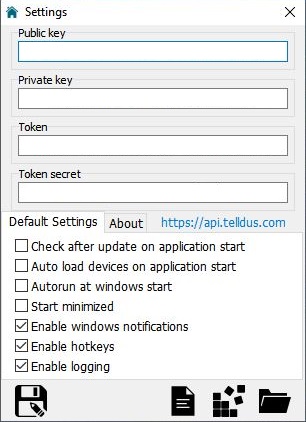 Settings
Public key
Private key
Token
Token secret
Default Settings About https://api.telldus.com
Check after update on application start
Auto load devices on application start
Autorun at windows start
Start minimized
Enable windows notifications
Enable hotkeys
Enable logging